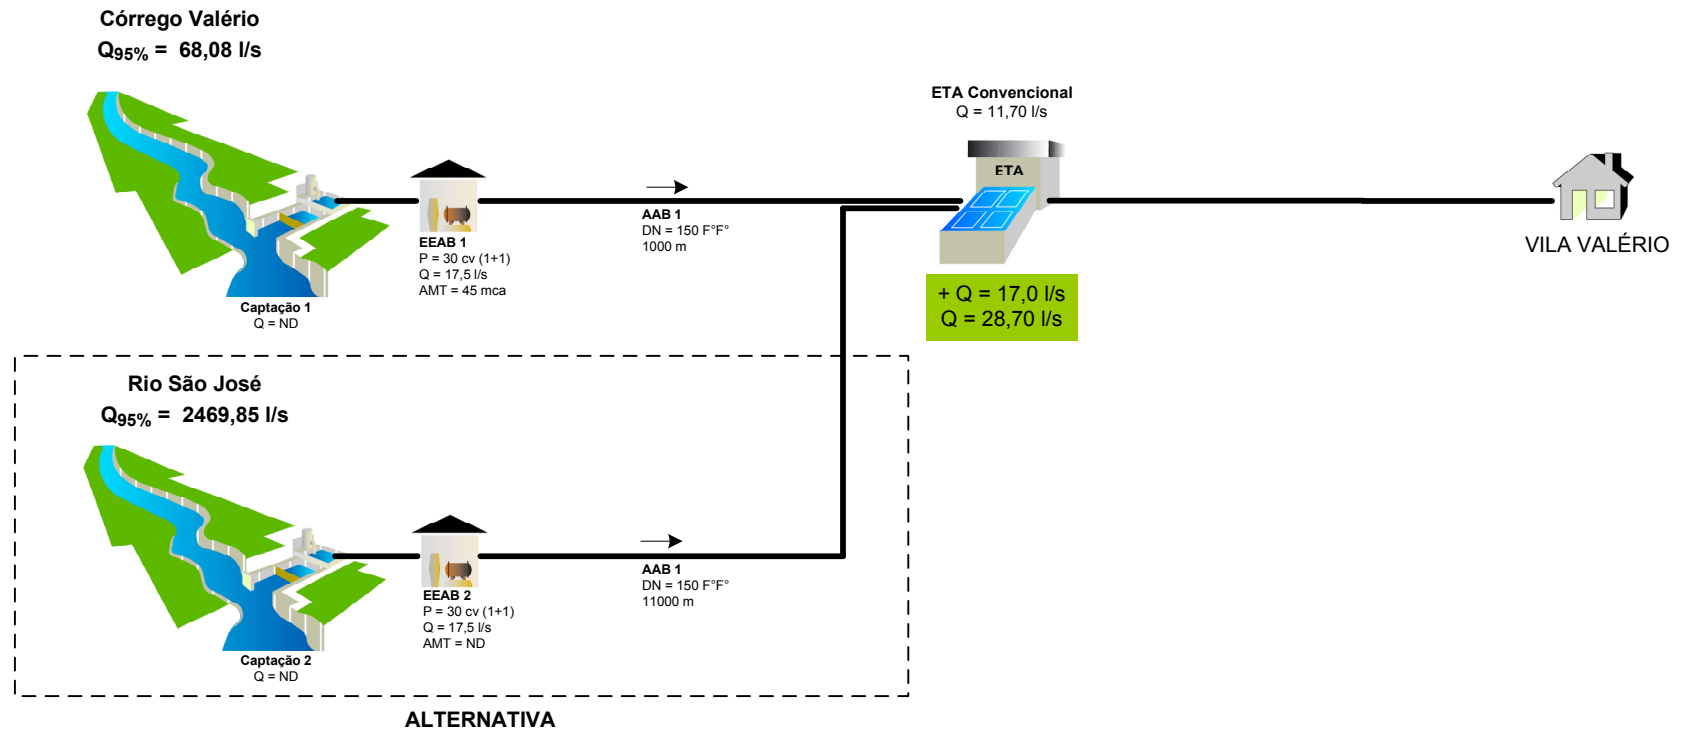 Córrego Valério
Q95% = 68,08 l/s
ETA Convencional
Q = 11,70 l/s
ETA
EEAB 1
P = 30 cv (1+1)
Q = 17,5 l/s
AMT = 45 mca
AAB 1
DN = 150 F°F°
1000 m
VILA VALÉRIO
Captação 1
Q = ND
+ Q = 17,0 l/s
Q = 28,70 l/s
Rio São José
Q95% = 2469,85 l/s
EEAB 2
P = 30 cv (1+1)
Q = 17,5 l/s
AMT = ND
AAB 1
DN = 150 F°F°
11000 m
Captação 2
Q = ND
ALTERNATIVA